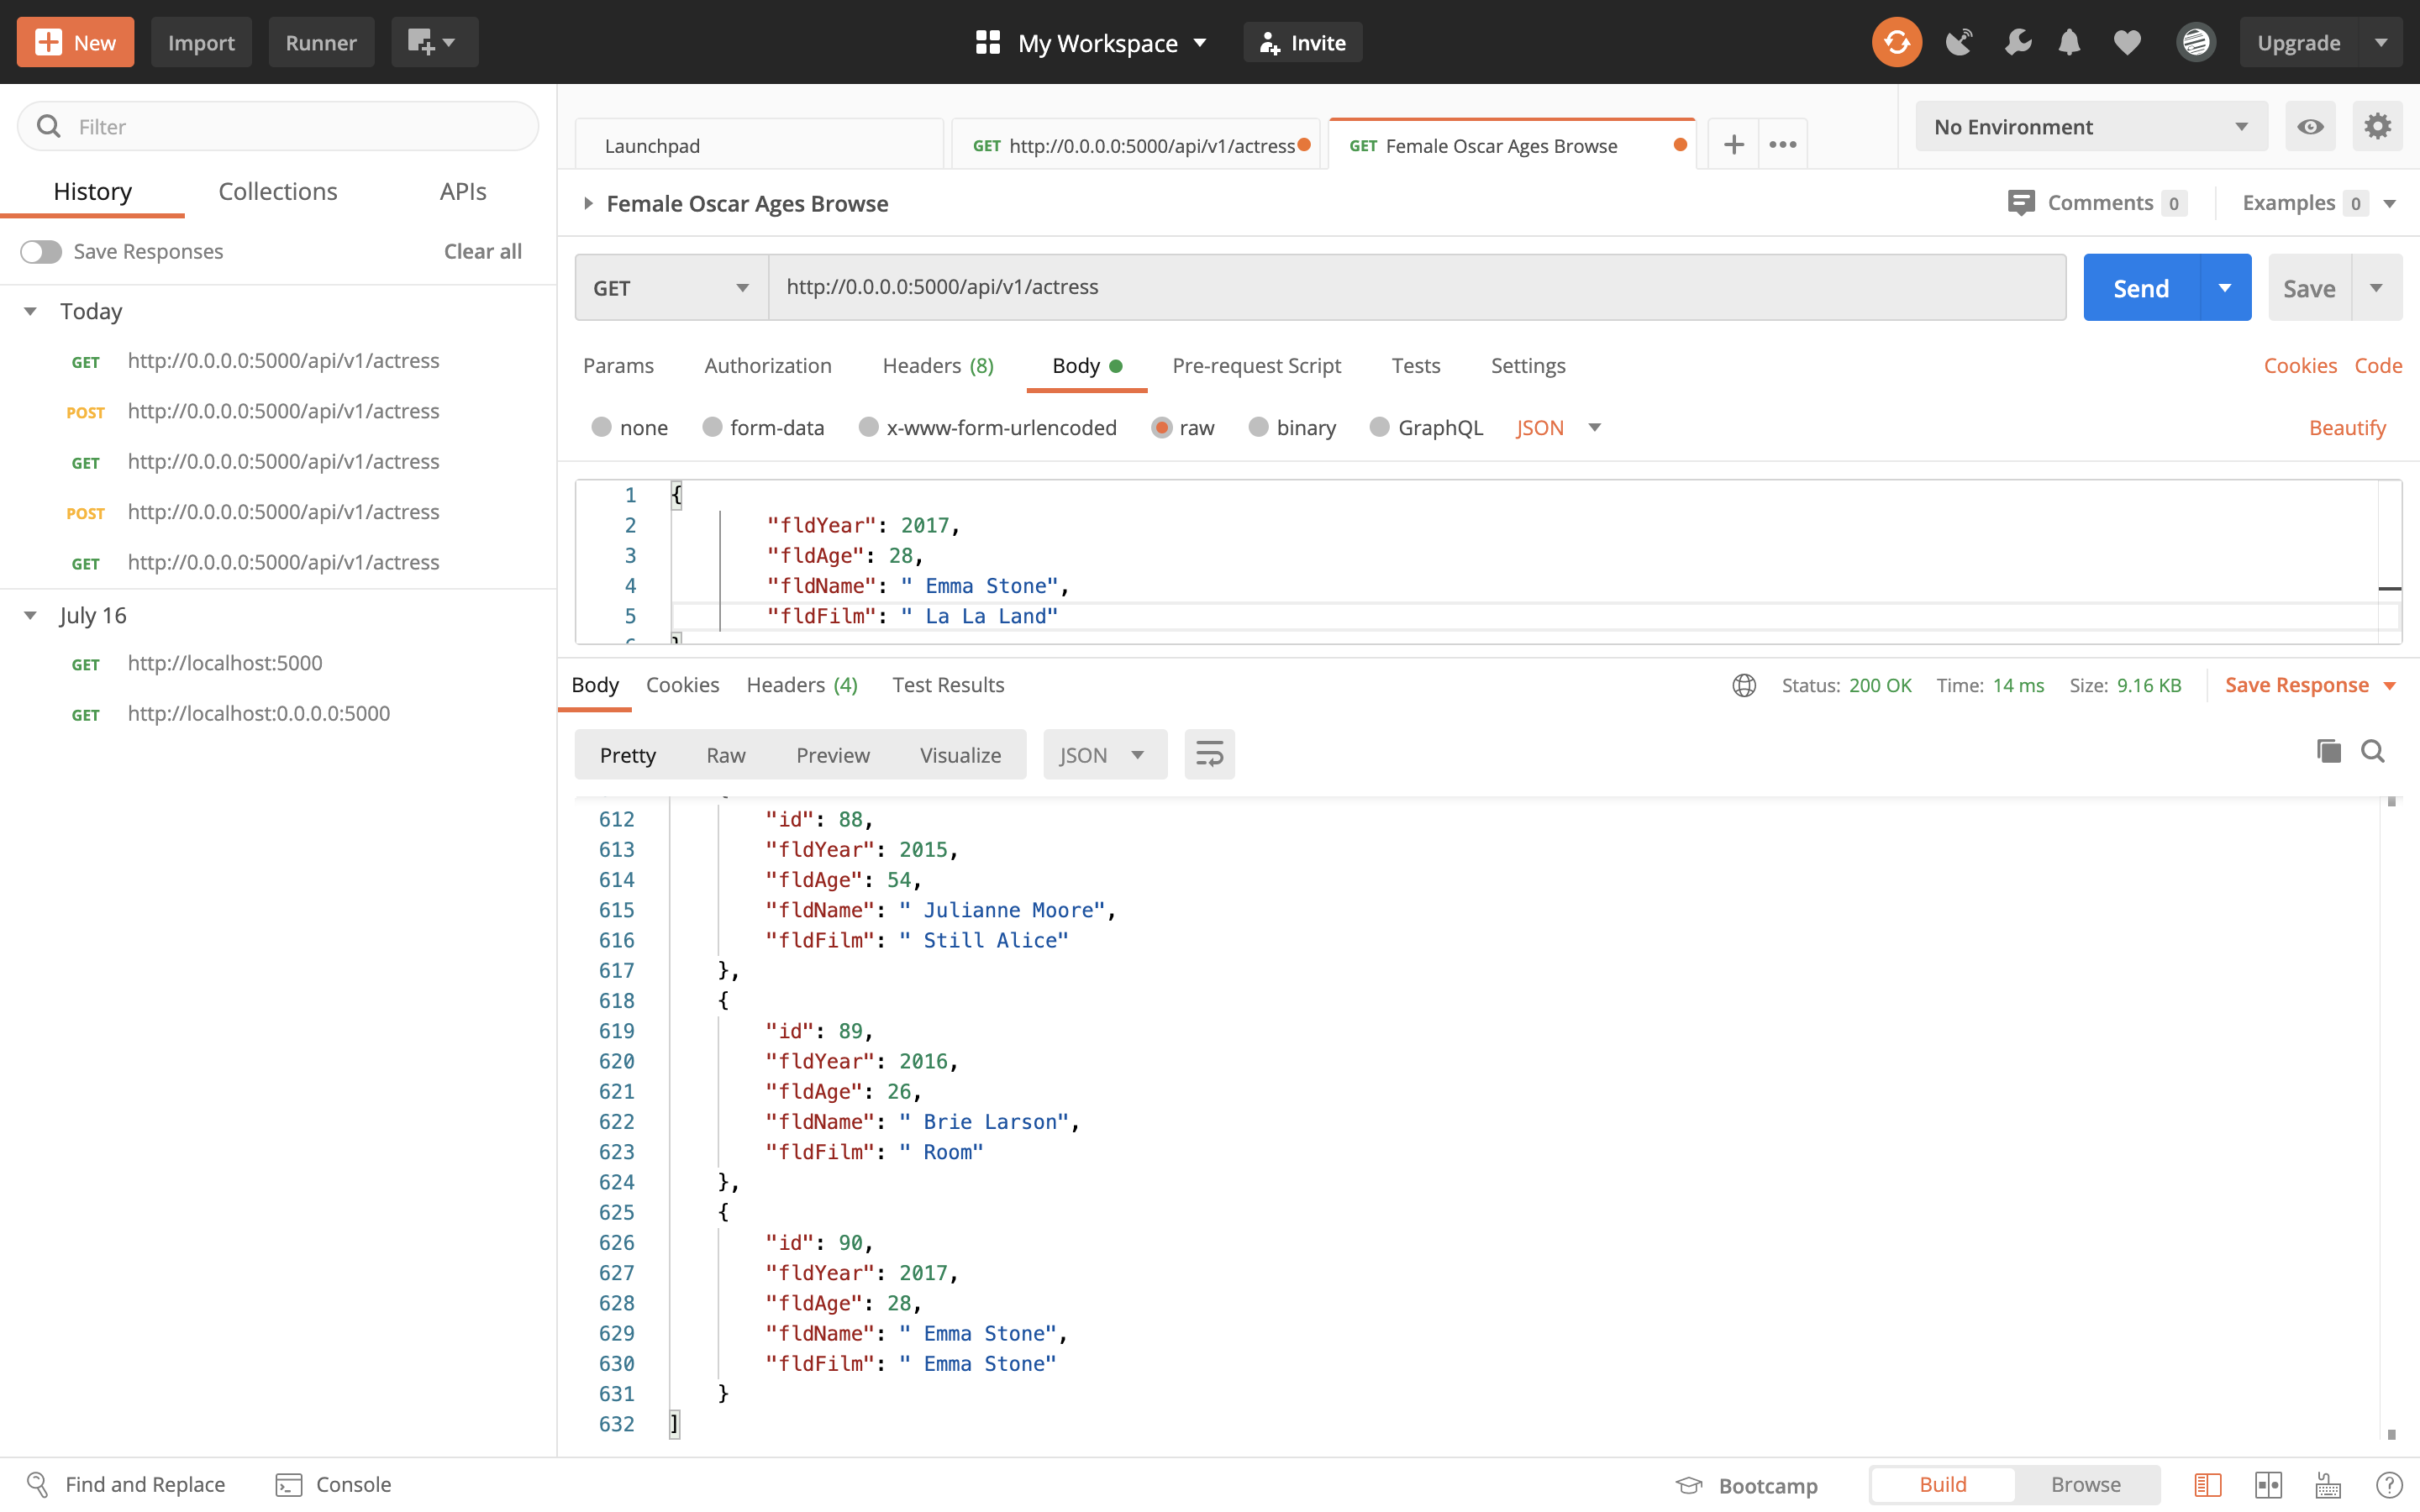 New Import Runner My Workspace Invite Upgrade
Filter
History Collections APIs
Save Responses Clear all
Today
GET http://0.0.0.0:5000/api/v1/actress
POST http://0.0.0.0:5000/api/v1/actress
GET http://0.0.0.0:5000/api/v1/actress
POST http://0.0.0.0:5000/api/v1/actress
GET http://0.0.0.0:5000/api/v1/actress
July 16
GET http://localhost:5000
GET http://localhost:0.0.0.0:5000
Launchpad GET http://0.0.0.0:5000/api/v1/actress GET Female Oscar Ages Browse No Environment
Female Oscar Ages Browse Comments 0 Examples 0
GET http://0.0.0.0:5000/api/v1/actress Send Save
Params Authorization Headers (8) Body Pre-request Script Tests Settings Cookies Code
none form-data x-www-form-urlencoded raw binary GraphQL JSON Beautify
1 {
2 "fldYear": 2017,
3 "fldAge": 28,
4 "fldName": " Emma Stone",
5 "fldFilm": " La La Land"
Body Cookies Headers (4) Test Results Status: 200 OK Time: 14 ms Size: 9.16 KB Save Response
Pretty Raw Preview Visualize JSON
612 "id": 88,
613 "fldYear": 2015,
614 "fldAge": 54,
615 "fldName": " Julianne Moore",
616 "fldFilm": " Still Alice"
617 },
618 {
619 "id": 89,
620 "fldYear": 2016,
621 "fldAge": 26,
622 "fldName": " Brie Larson",
623 "fldFilm": " Room"
624 },
625 {
626 "id": 90,
627 "fldYear": 2017,
628 "fldAge": 28,
629 "fldName": " Emma Stone",
630 "fldFilm": " Emma Stone"
631 }
632 ]
Find and Replace Console Bootcamp Build Browse